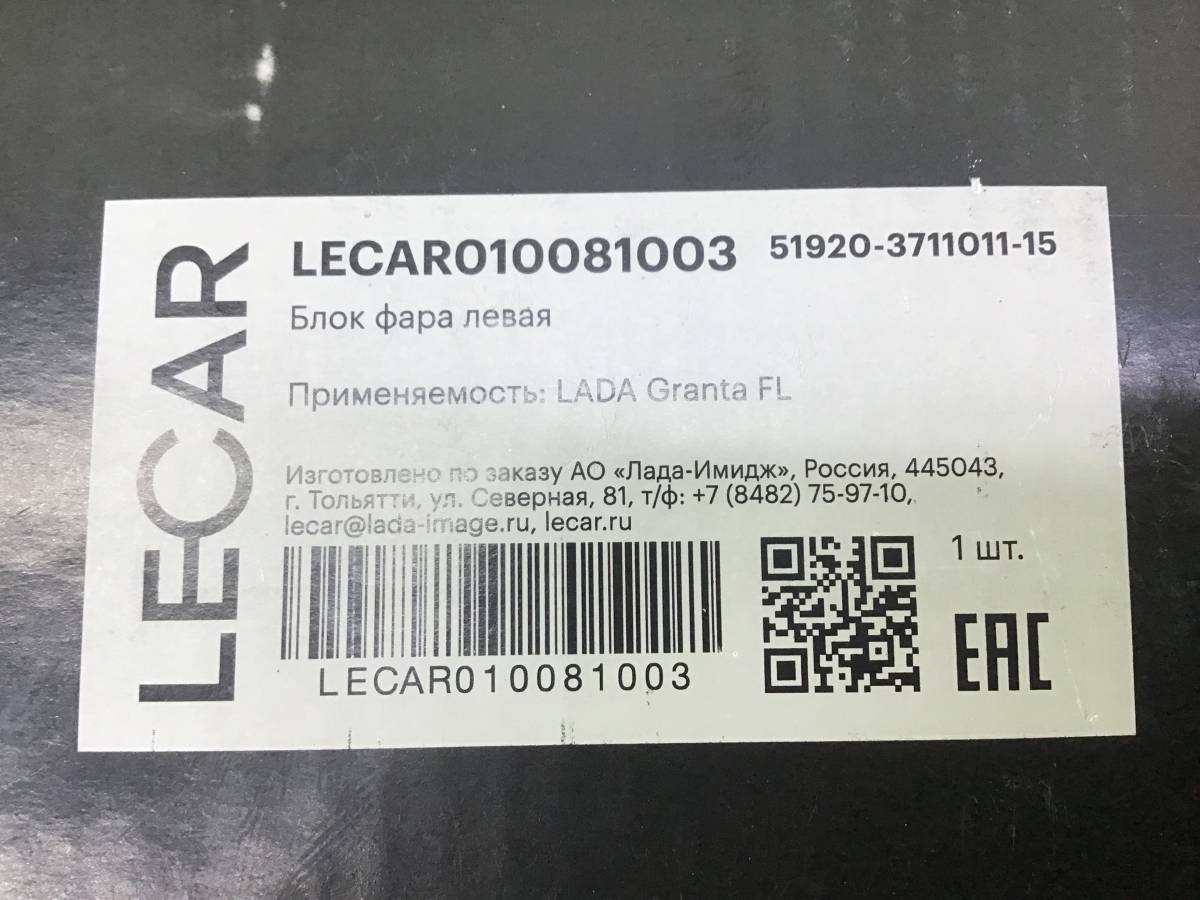 LECAR
LECAR010081003 51920-3711011-15
Блок фара левая
Применяемость: LADA Granta FL
Изготовлено по заказу АО «Лада-Имидж», Россия, 445043,
г. Тольятти, ул. Северная, 81, т/ф: +7 (8482) 75-97-10,
lecar@lada-image.ru, lecar.ru
1 шт.
LECAR010081003
EAC